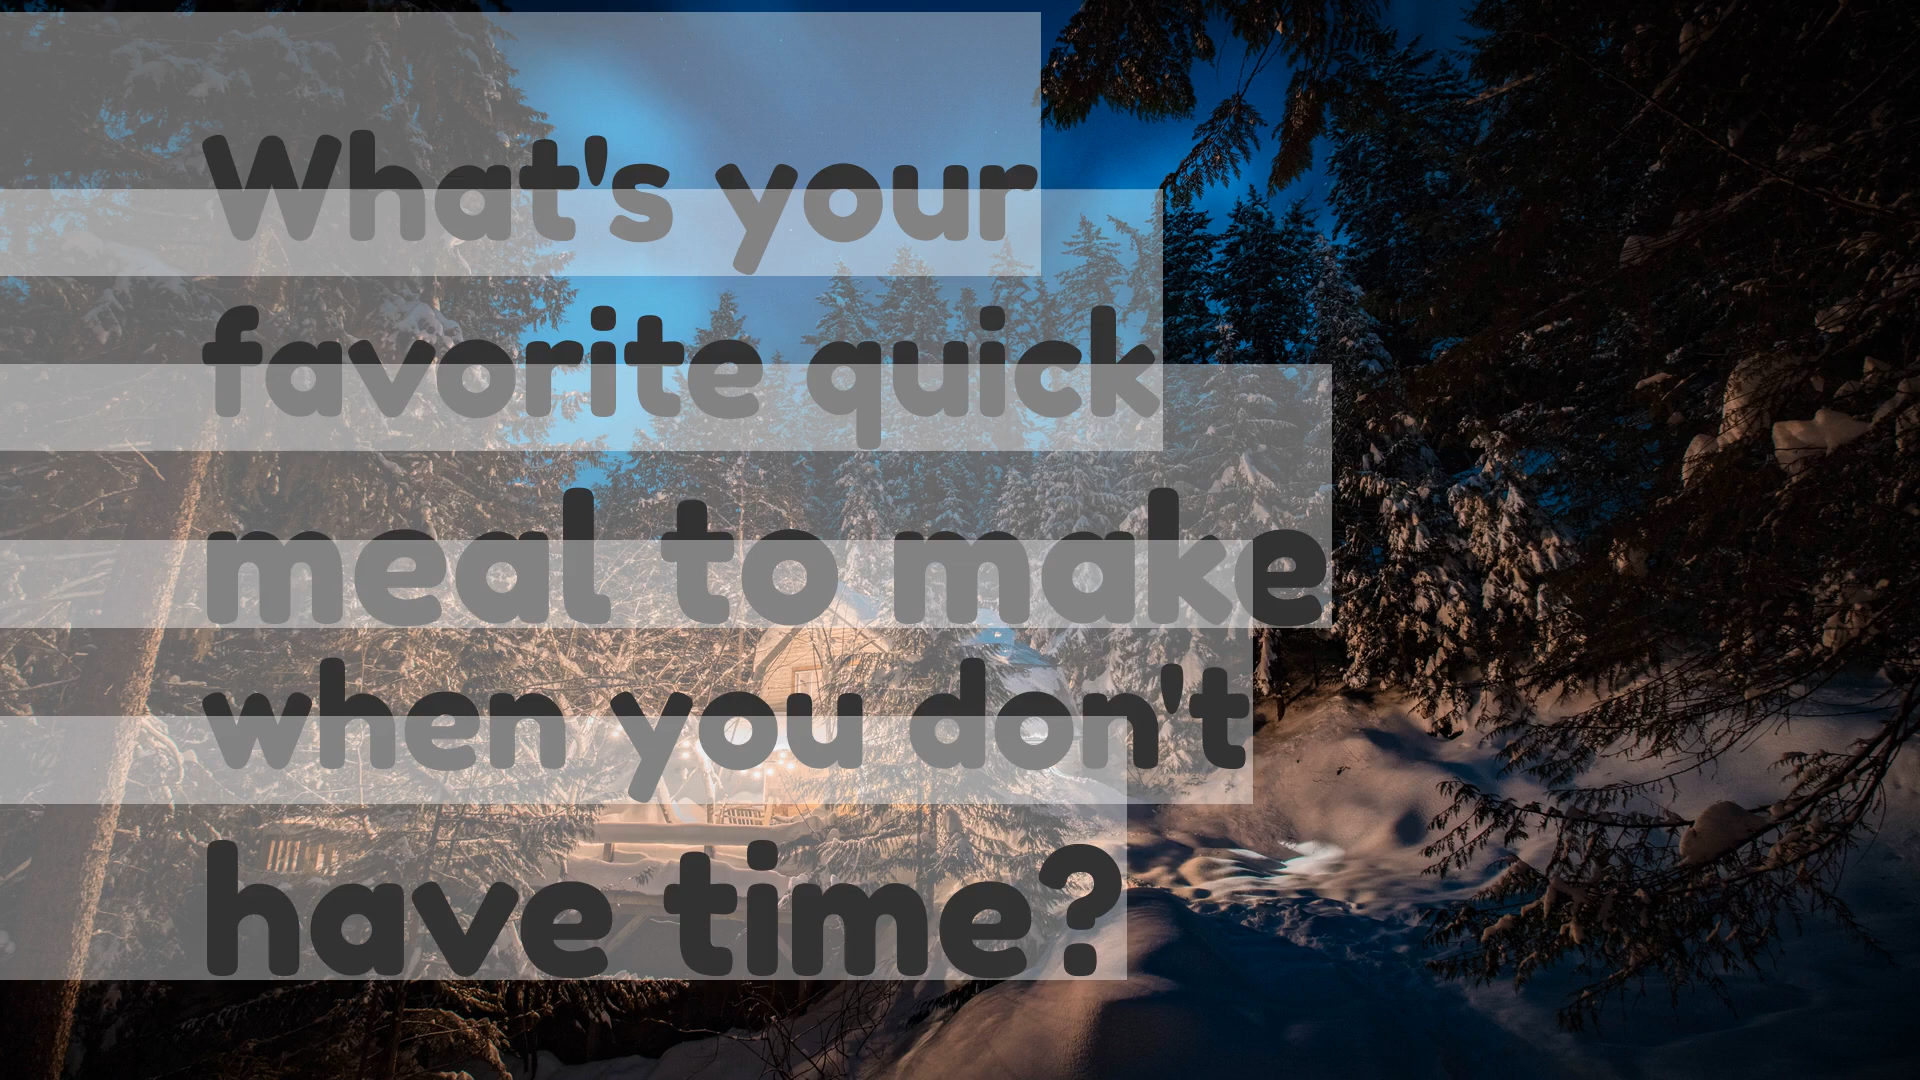 What's your
favorite quick
meal to make
when you don't
have time?